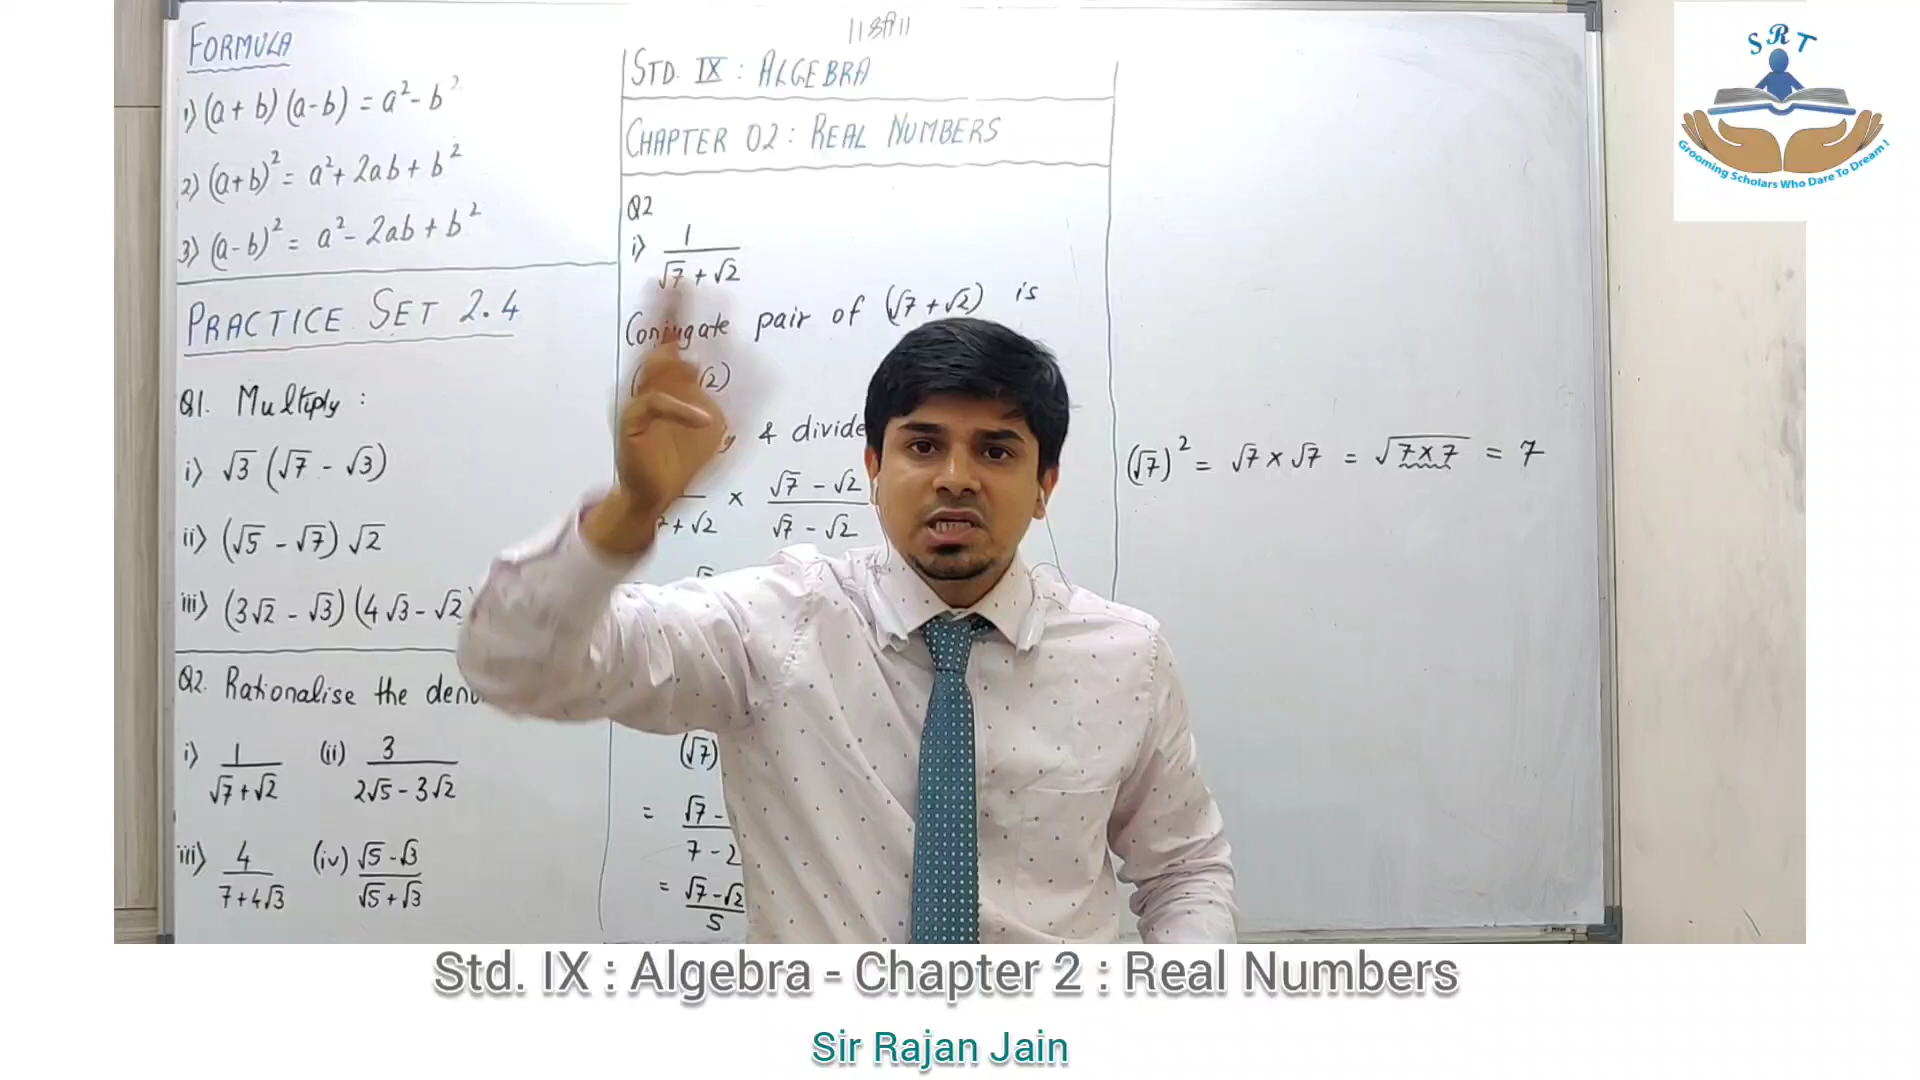 FORMULA
1) (a + b) (a - b) = a² - b²
2) (a+b)² = a² + 2ab + b²
3) (a-b)² = a² - 2ab + b²
PRACTICE SET 2.4
Q1. Multiply :
i) √3 (√7 - √3)
ii) (√5 - √7) √2
iii) (3√2 - √3) (4√3 - √2
Q2. Rationalise the
i) 1/(√7+√2) (ii) 3/(2√5 - 3√2)
iii) 4/(7+4√3) (iv) (√5-√3)/(√5+√3)
||श्री||
STD. IX : ALGEBRA
CHAPTER 02 : REAL NUMBERS
Q2
i) 1/(√7 + √2)
Conjugate pair of (√7 + √2) is
√2)
& divide
√2 × (√7 - √2)/(√7 - √2)
(√7)
= √7 -
7 - 2
= (√7 - √2)/5
(√7)² = √7 × √7 = √(7 × 7) = 7
SRT
Grooming Scholars Who Dare To Dream !
Std. IX : Algebra - Chapter 2 : Real Numbers
Sir Rajan Jain